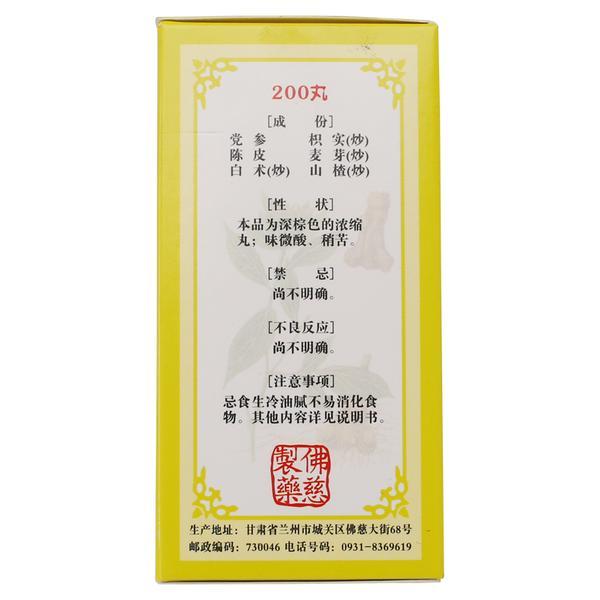 200丸
[成 份]
党 参 枳 实(炒)
陈 皮 麦 芽(炒)
白 术(炒) 山 楂(炒)
[性 状]
本品为深棕色的浓缩
丸；味微酸、稍苦。
[禁 忌]
尚不明确。
[不良反应]
尚不明确。
[注意事项]
忌食生冷油腻不易消化食
物。其他内容详见说明书。
佛慈
製藥
生产地址：甘肃省兰州市城关区佛慈大街68号
邮政编码：730046 电话号码：0931-8369619